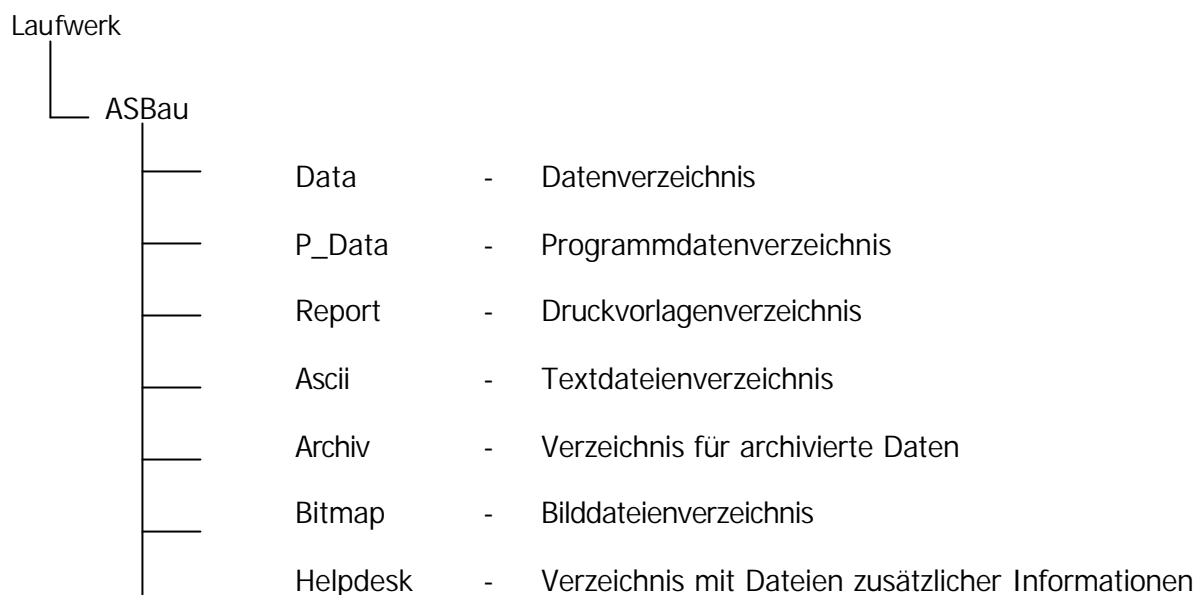 Laufwerk
ASBau
Data - Datenverzeichnis
P_Data - Programmdatenverzeichnis
Report - Druckvorlagenverzeichnis
Ascii - Textdateienverzeichnis
Archiv - Verzeichnis für archivierte Daten
Bitmap - Bilddateienverzeichnis
Helpdesk - Verzeichnis mit Dateien zusätzlicher Informationen